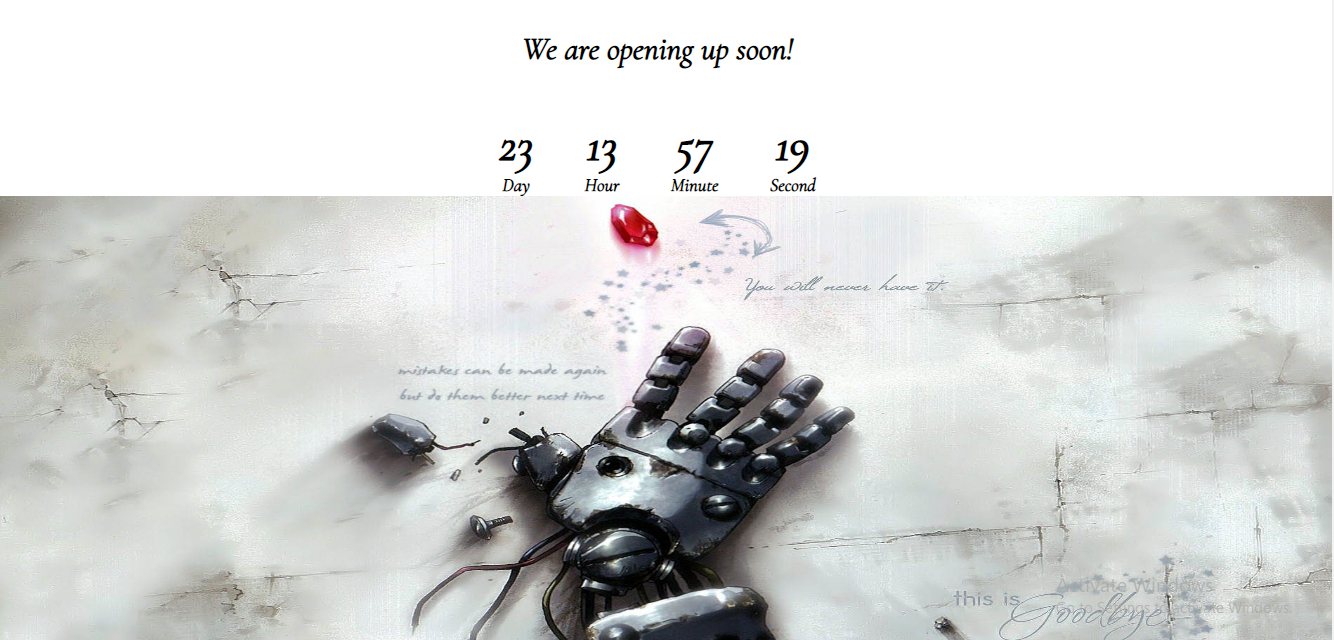 We are opening up soon!
23 13 57 19
Day Hour Minute Second
You will never have it.
mistakes can be made again
but do them better next time
Activate Windows
this is Goodbye
Go to Settings to activate Windows.